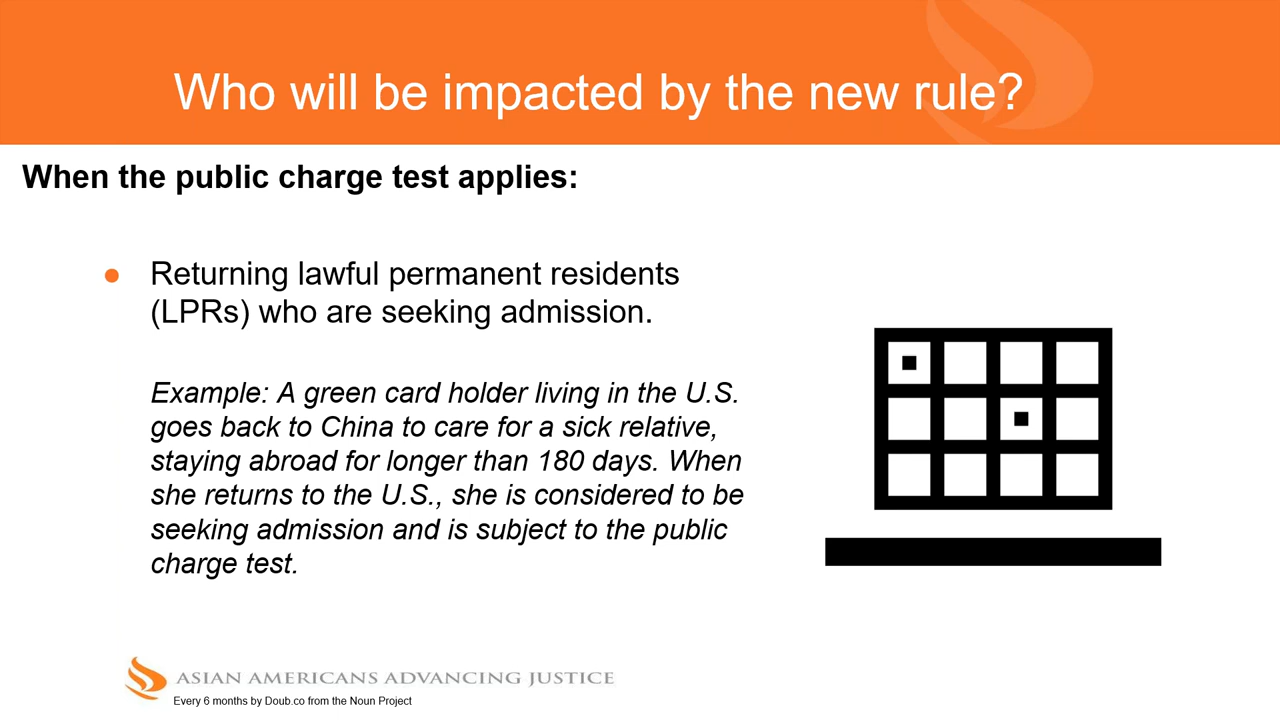 Who will be impacted by the new rule?
When the public charge test applies:
● Returning lawful permanent residents
(LPRs) who are seeking admission.
Example: A green card holder living in the U.S.
goes back to China to care for a sick relative,
staying abroad for longer than 180 days. When
she returns to the U.S., she is considered to be
seeking admission and is subject to the public
charge test.
ASIAN AMERICANS ADVANCING JUSTICE
Every 6 months by Doub.co from the Noun Project